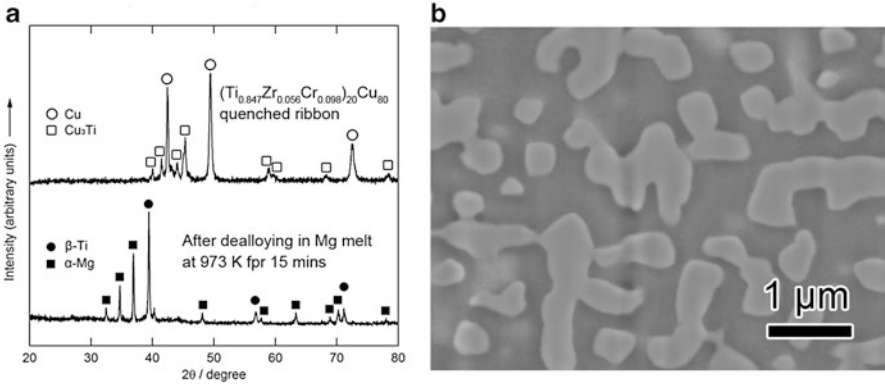 a
b
Intensity (arbitrary units)
○ Cu
□ Cu₃Ti
(Ti₀.₈₄₇Zr₀.₀₅₆Cr₀.₀₉₈)₂₀Cu₈₀
quenched ribbon
● β-Ti
■ α-Mg
After dealloying in Mg melt
at 973 K fpr 15 mins
20 30 40 50 60 70 80
2θ / degree
1 μm